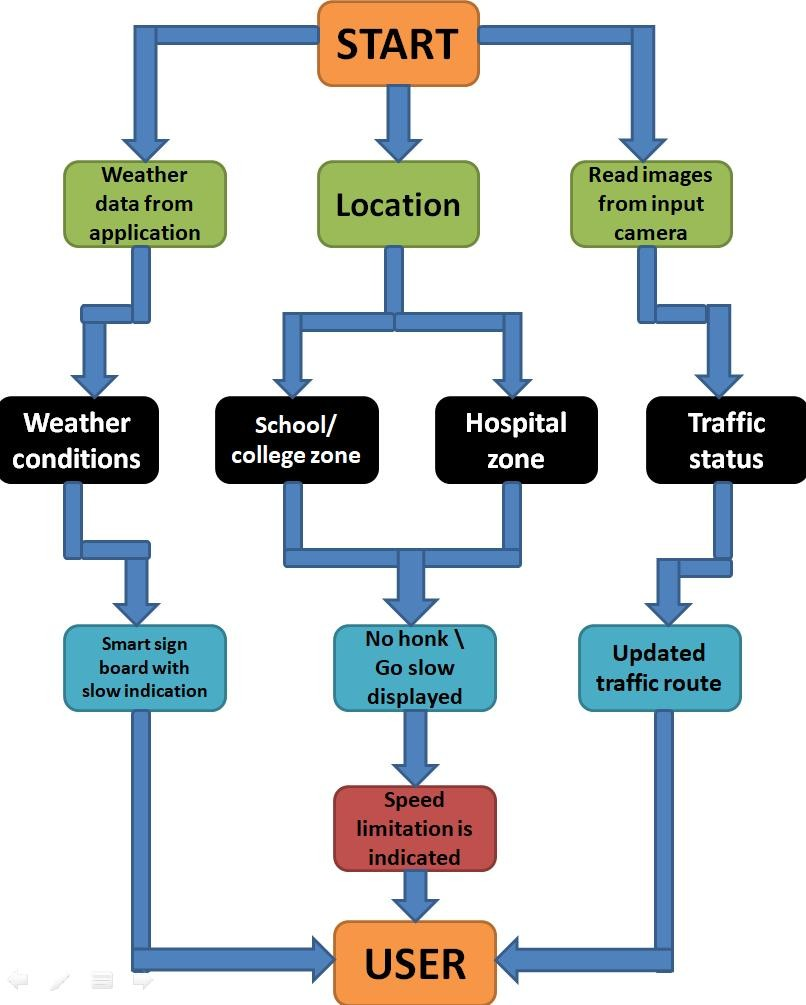 START
Weather
data from
application
Location
Read images
from input
camera
Weather
conditions
School/
college zone
Hospital
zone
Traffic
status
Smart sign
board with
slow indication
No honk \
Go slow
displayed
Updated
traffic route
Speed
limitation is
indicated
USER